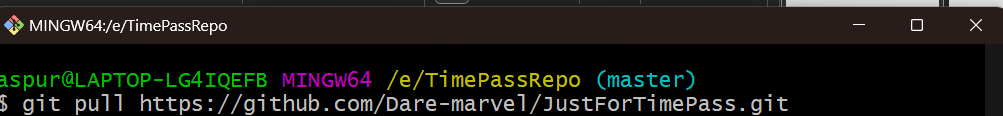 MINGW64:/e/TimePassRepo
aspur@LAPTOP-LG4IQEFB MINGW64 /e/TimePassRepo (master)
$ git pull https://github.com/Dare-marvel/JustForTimePass.git